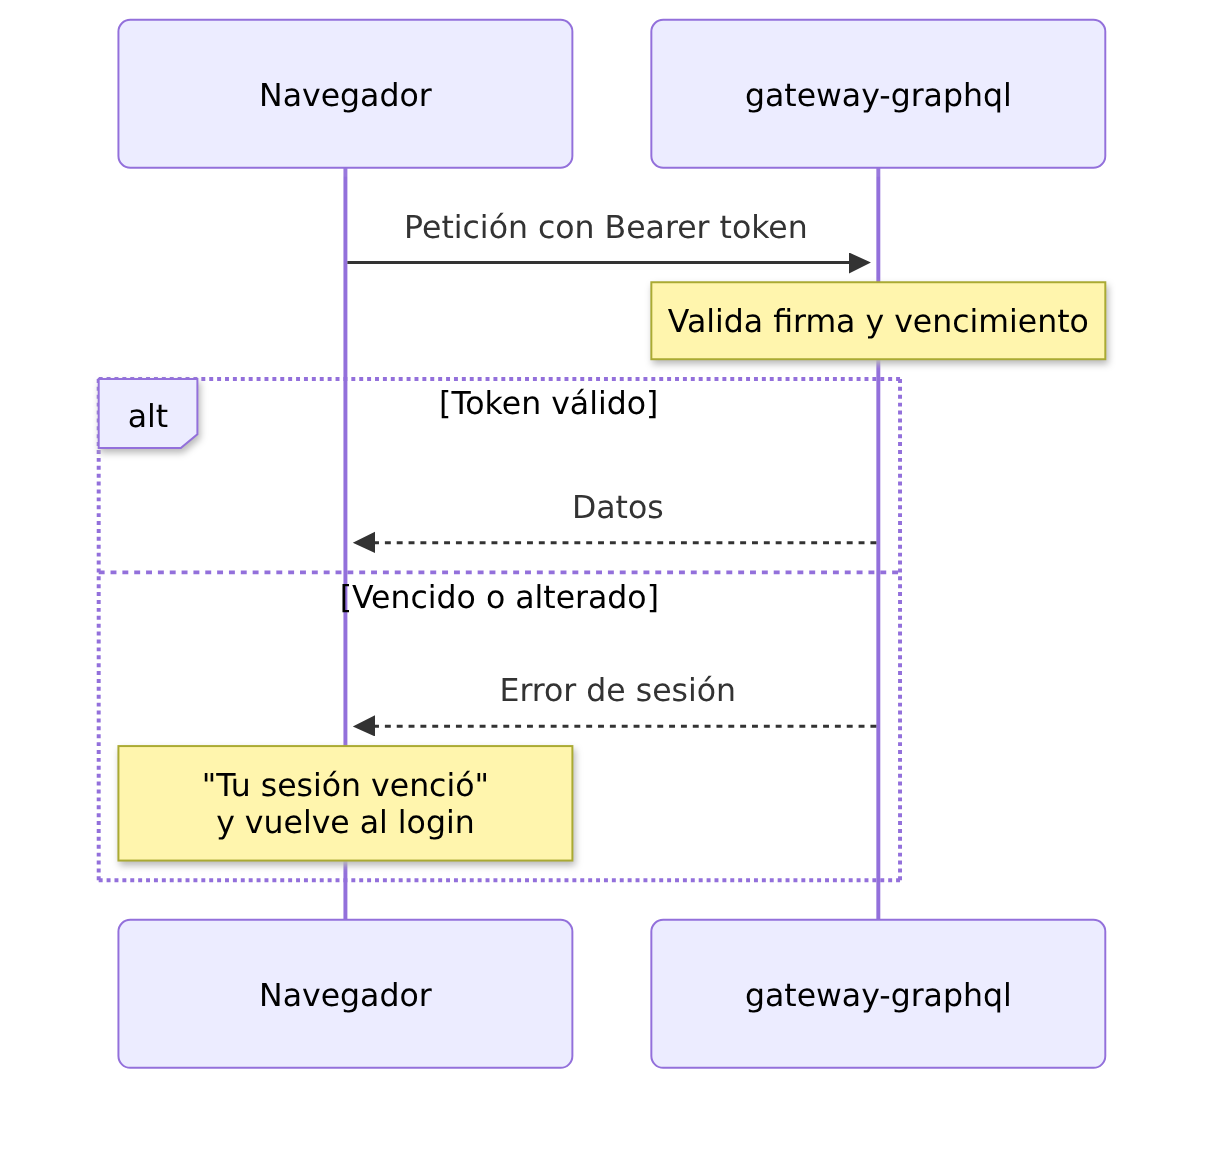 Navegador
gateway-graphql
Petición con Bearer token
Valida firma y vencimiento
alt
[Token válido]
Datos
[Vencido o alterado]
Error de sesión
"Tu sesión venció"
y vuelve al login
Navegador
gateway-graphql